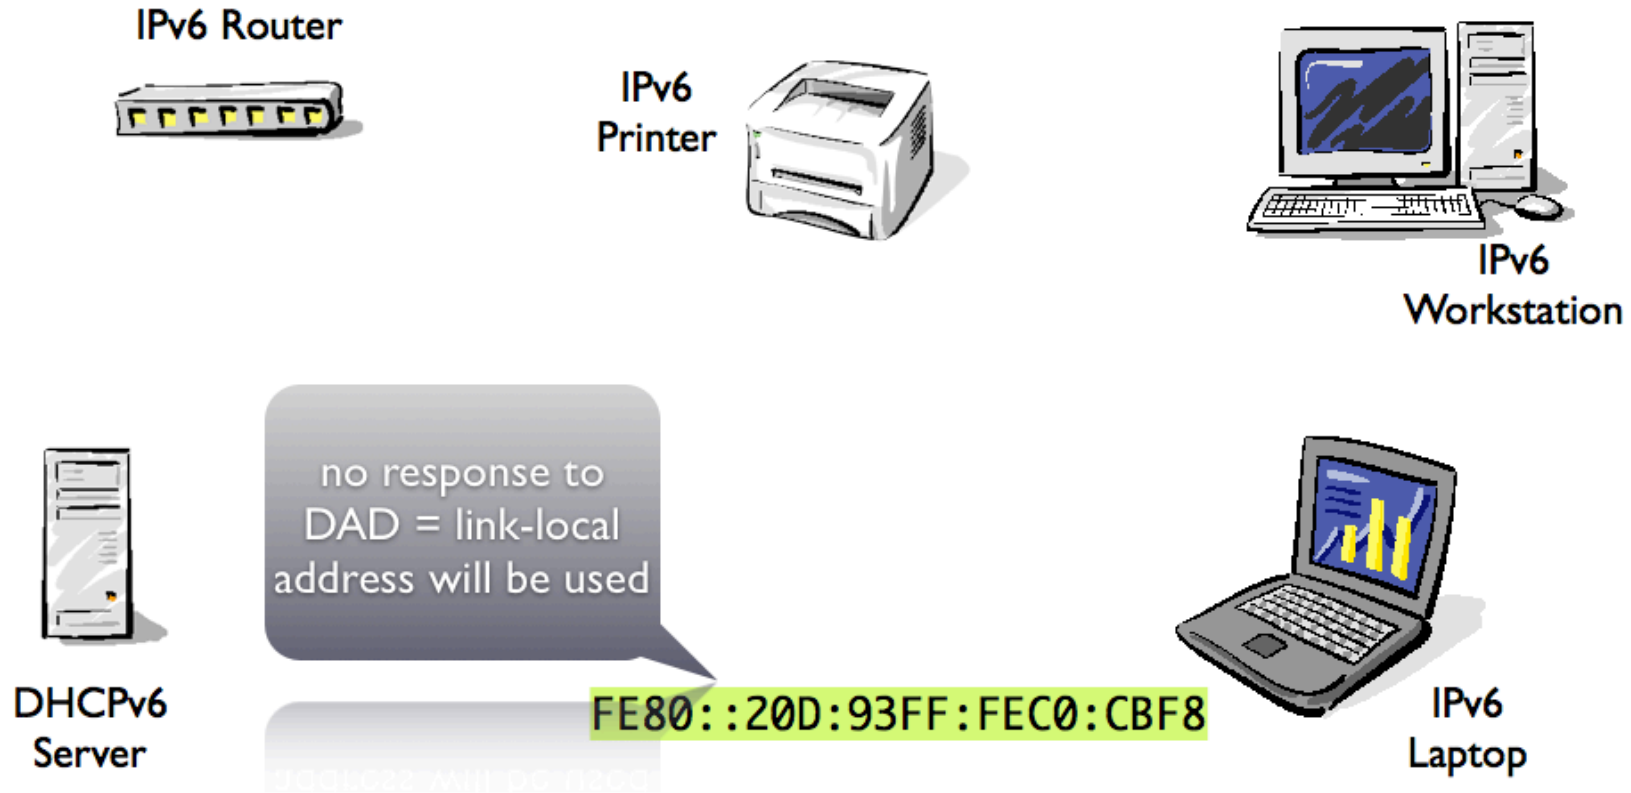 IPv6 Router
IPv6
Printer
IPv6
Workstation
no response to
DAD = link-local
address will be used
DHCPv6
Server
FE80::20D:93FF:FEC0:CBF8
IPv6
Laptop